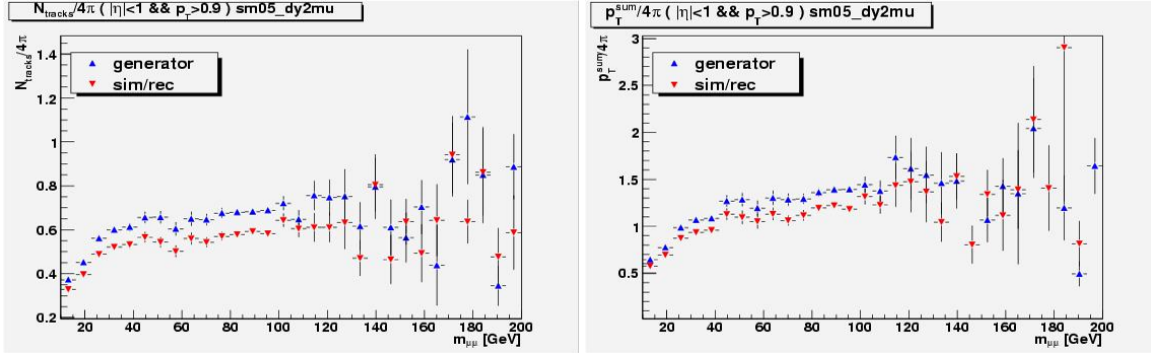 N_tracks/4π ( |η|<1 && p_T>0.9 ) sm05_dy2mu
N_tracks/4π
generator
sim/rec
1.4
1.2
1
0.8
0.6
0.4
0.2
20 40 60 80 100 120 140 160 180 200
m_μμ [GeV]
p_T^sum/4π ( |η|<1 && p_T>0.9 ) sm05_dy2mu
p_T^sum/4π
generator
sim/rec
3
2.5
2
1.5
1
0.5
20 40 60 80 100 120 140 160 180 200
m_μμ [GeV]